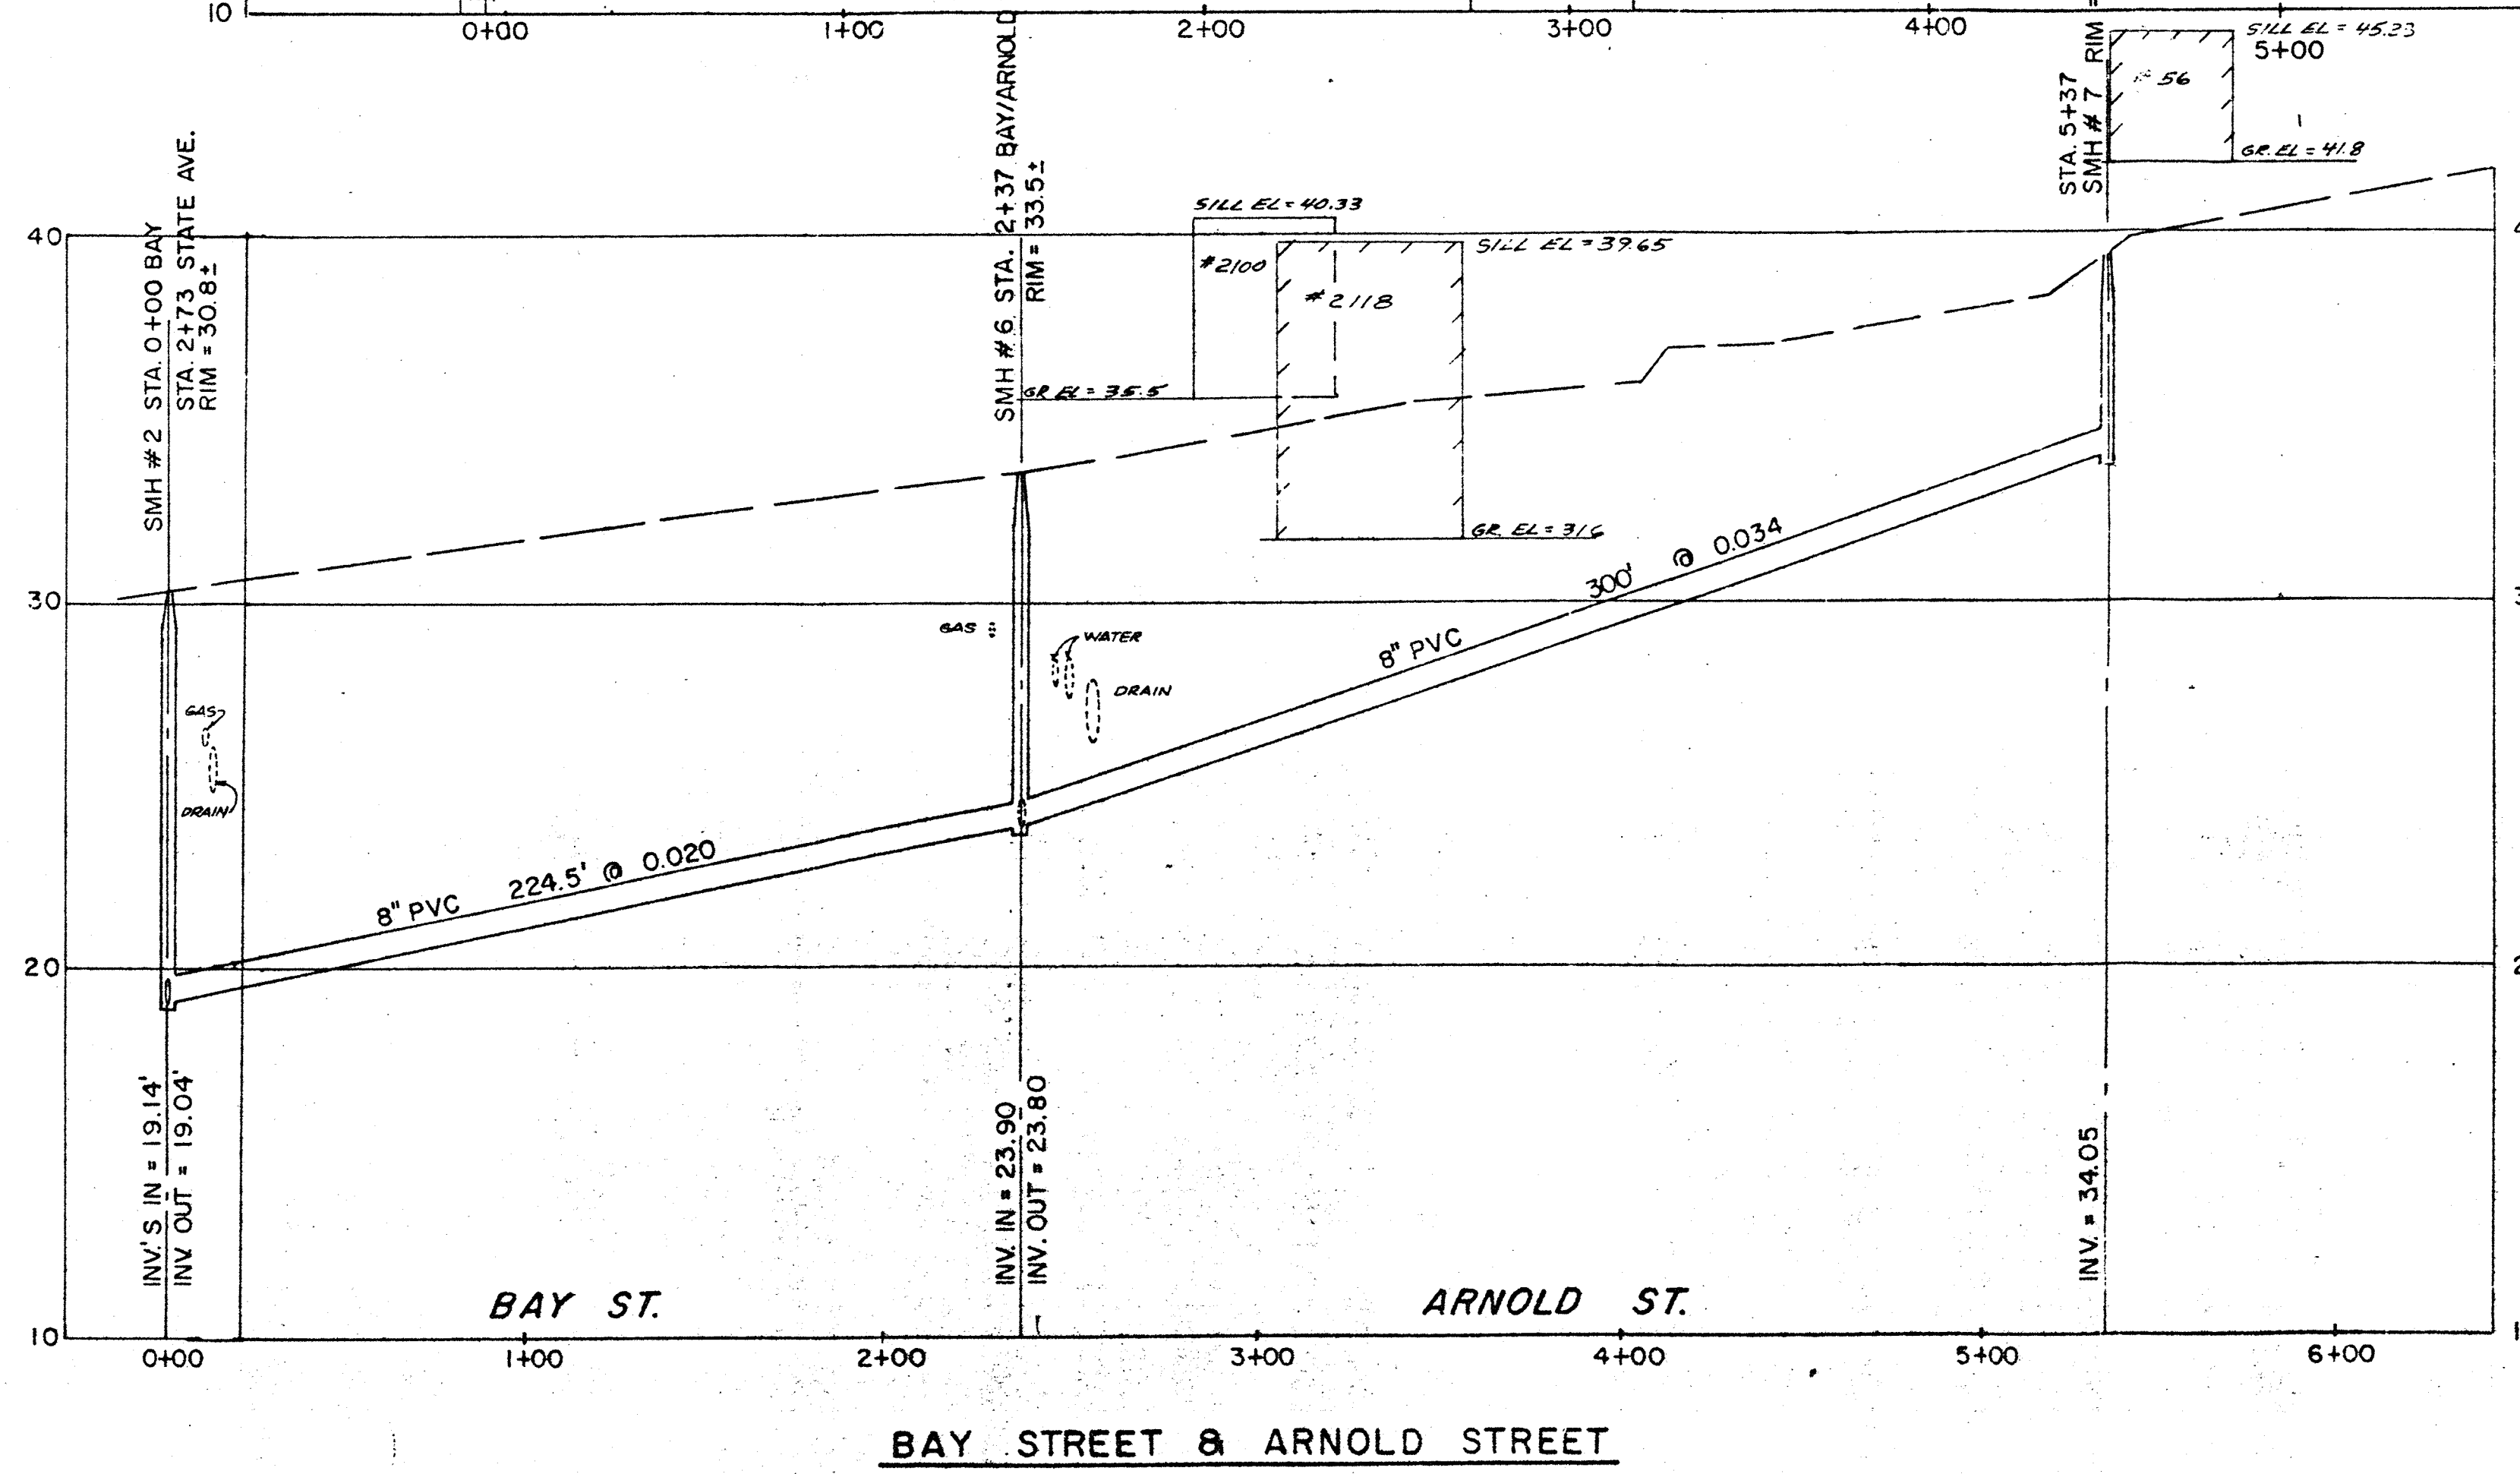 10
0+00 1+00 2+00 3+00 4+00 5+00
SMH # 2 STA. 0+00 BAY
STA. 2+73 STATE AVE.
RIM = 30.8±
SMH # 6 STA. 2+37 BAY/ARNOLD
RIM = 33.5±
STA. 5+37
SMH # 7 RIM =
SILL EL = 45.23
56
GR. EL = 41.8
SILL EL = 40.33
#2100
SILL EL = 39.65
#2118
GR EL = 35.5
GR. EL = 31.6
40
30
20
10
GAS
DRAIN
GAS
WATER
DRAIN
8" PVC 224.5' @ 0.020
8" PVC 300' @ 0.034
INV.'S IN = 19.14'
INV. OUT = 19.04'
INV. IN = 23.90
INV. OUT = 23.80
INV. = 34.05
BAY ST.
ARNOLD ST.
0+00 1+00 2+00 3+00 4+00 5+00 6+00
BAY STREET & ARNOLD STREET